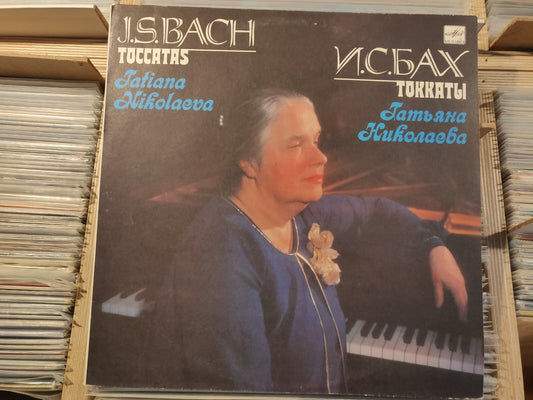 J.S.BACH
TOCCATAS
Tatiana
Nikolaeva
И.С.БАХ
ТОККАТЫ
Татьяна
Николаева